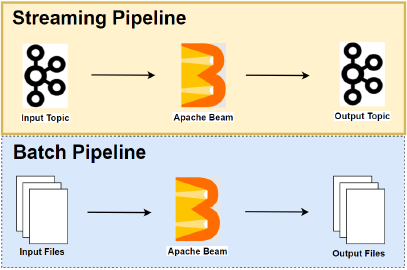 Streaming Pipeline
Input Topic
Apache Beam
Output Topic
Batch Pipeline
Input Files
Apache Beam
Output Files